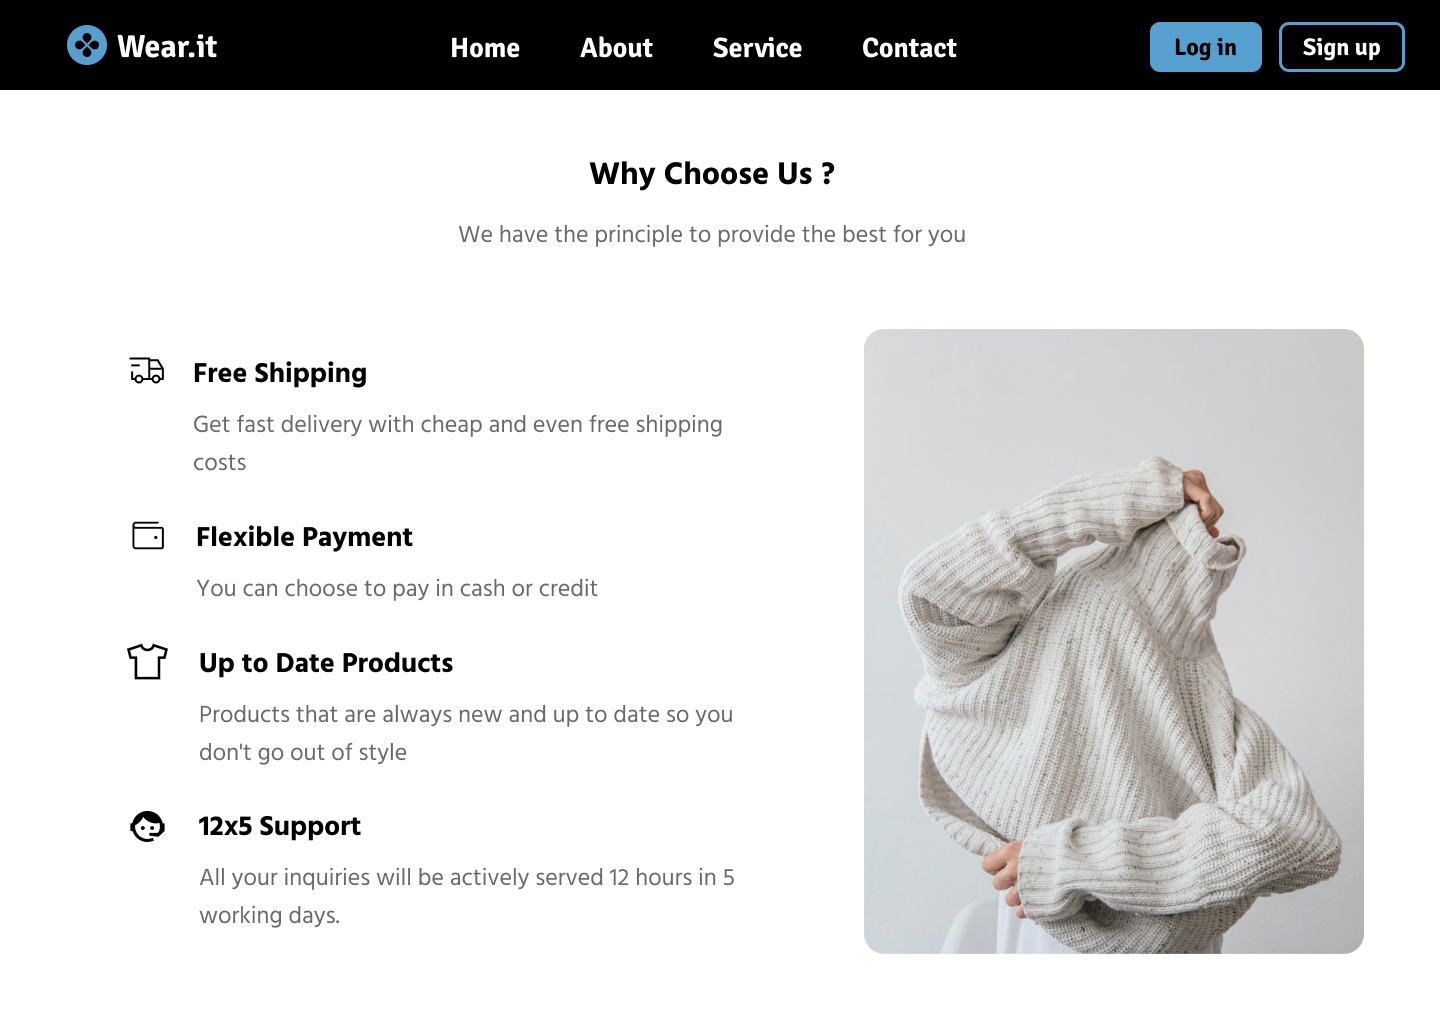 Wear.it
Home
About
Service
Contact
Log in
Sign up
Why Choose Us ?
We have the principle to provide the best for you
Free Shipping
Get fast delivery with cheap and even free shipping
costs
Flexible Payment
You can choose to pay in cash or credit
Up to Date Products
Products that are always new and up to date so you
don't go out of style
12x5 Support
All your inquiries will be actively served 12 hours in 5
working days.